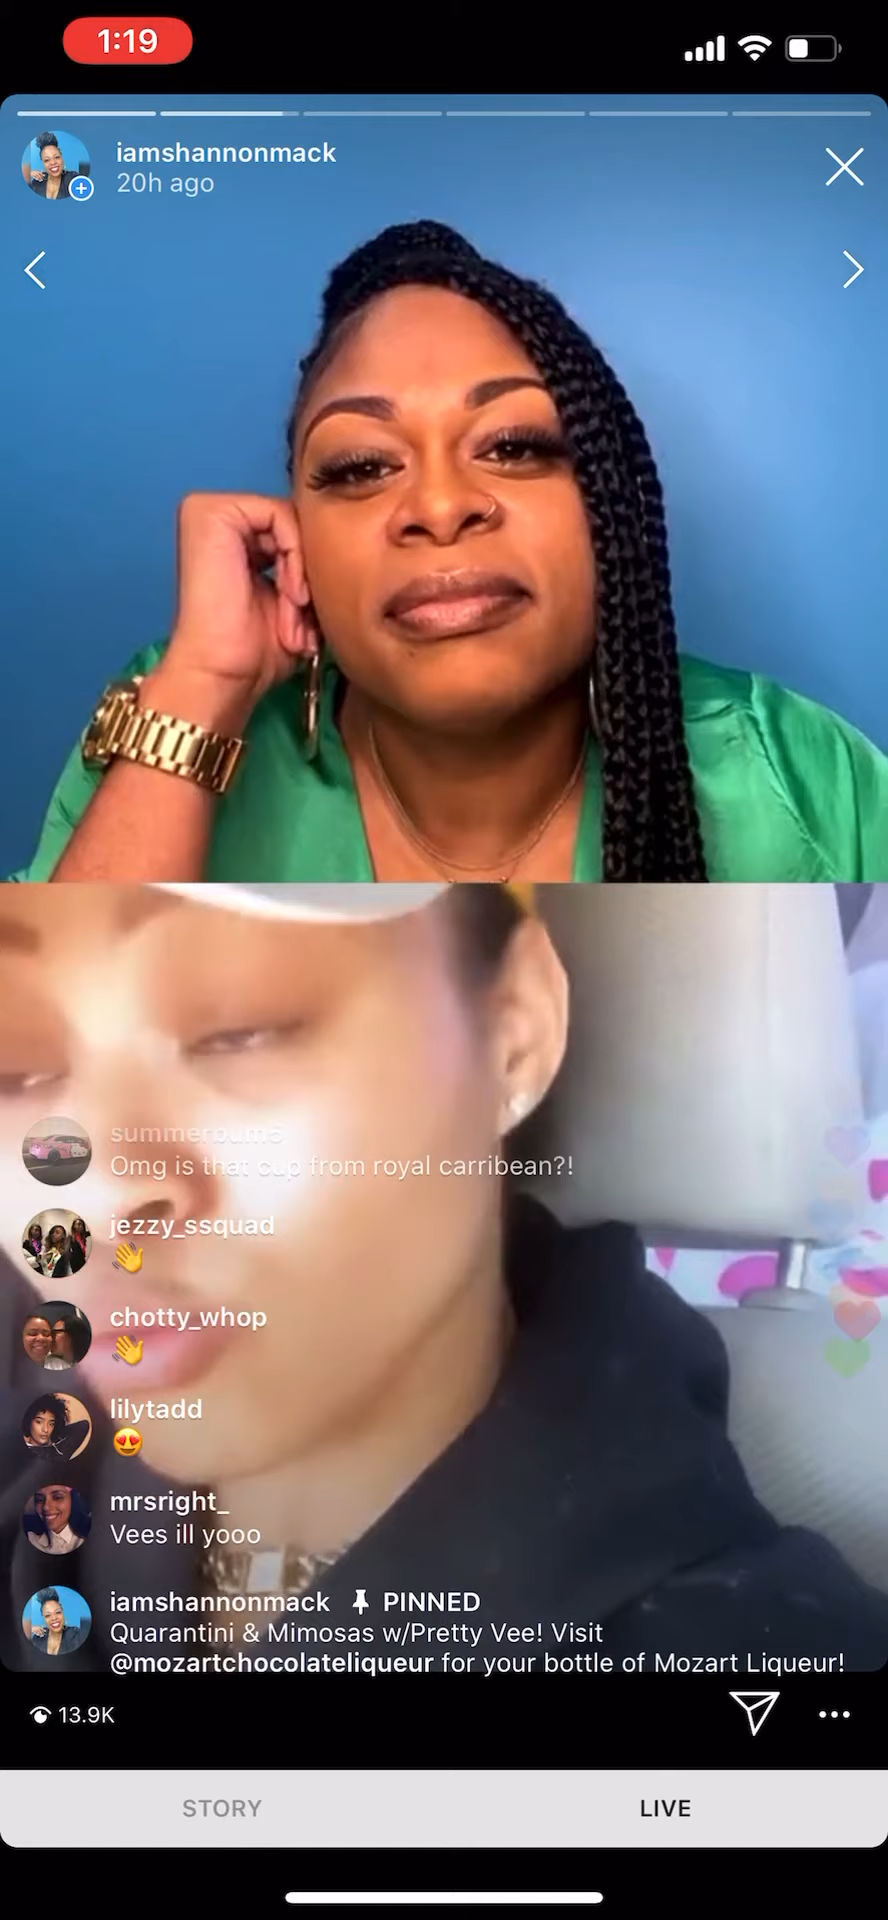 1:19
iamshannonmack
20h ago
summerbum5
Omg is that cup from royal carribean?!
jezzy_ssquad
👋
chotty_whop
👋
lilytadd
😍
mrsright_
Vees ill yooo
iamshannonmack 📌 PINNED
Quarantini & Mimosas w/Pretty Vee! Visit
@mozartchocolateliqueur for your bottle of Mozart Liqueur!
13.9K
STORY
LIVE